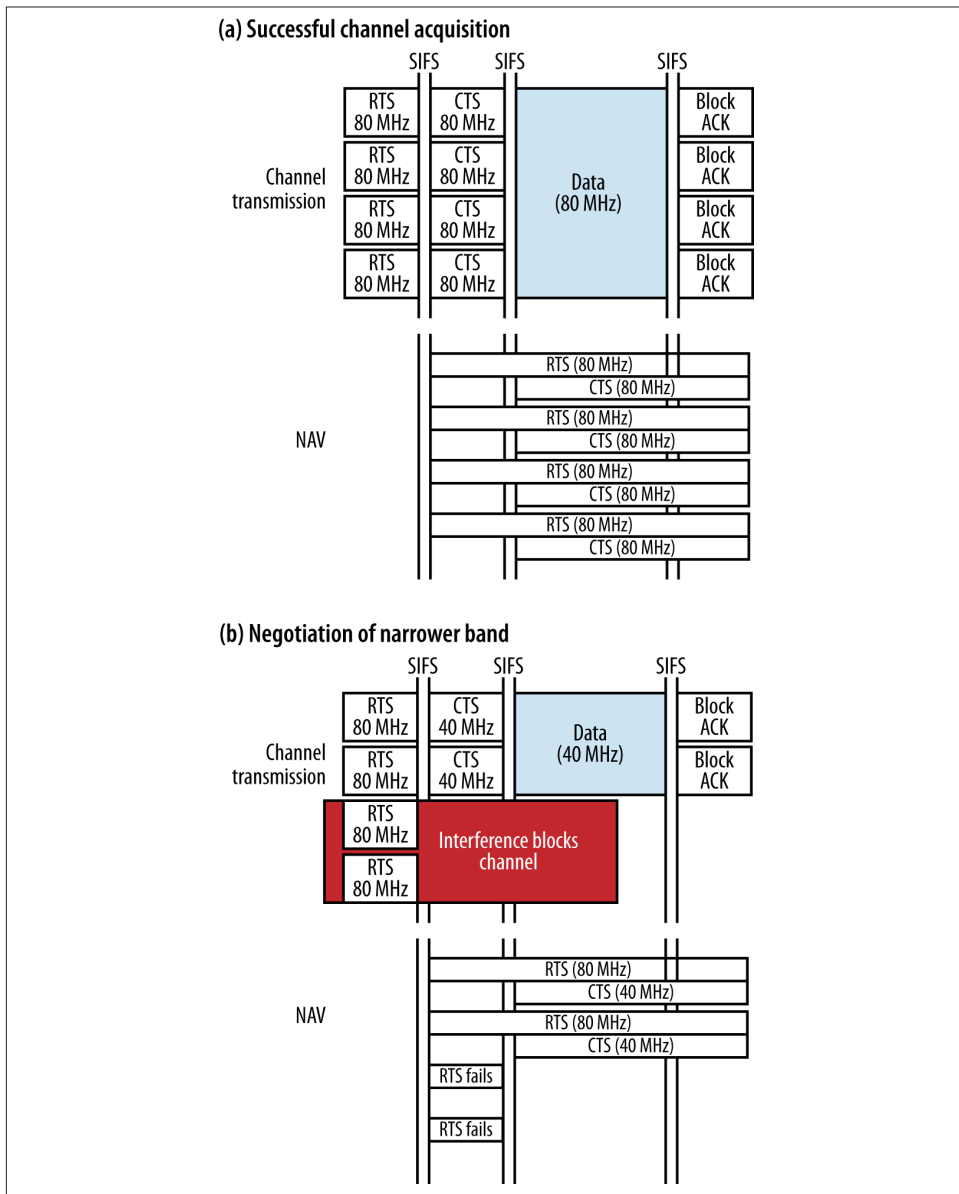 (a) Successful channel acquisition
SIFS SIFS SIFS
RTS
80 MHz
CTS
80 MHz
Block
ACK
RTS
80 MHz
CTS
80 MHz
Block
ACK
Channel
transmission
Data
(80 MHz)
RTS
80 MHz
CTS
80 MHz
Block
ACK
RTS
80 MHz
CTS
80 MHz
Block
ACK
RTS (80 MHz)
CTS (80 MHz)
RTS (80 MHz)
CTS (80 MHz)
NAV
RTS (80 MHz)
CTS (80 MHz)
RTS (80 MHz)
CTS (80 MHz)
(b) Negotiation of narrower band
SIFS SIFS SIFS
RTS
80 MHz
CTS
40 MHz
Block
ACK
Channel
transmission
Data
(40 MHz)
RTS
80 MHz
CTS
40 MHz
Block
ACK
RTS
80 MHz
Interference blocks
channel
RTS
80 MHz
RTS (80 MHz)
CTS (40 MHz)
NAV
RTS (80 MHz)
CTS (40 MHz)
RTS fails
RTS fails